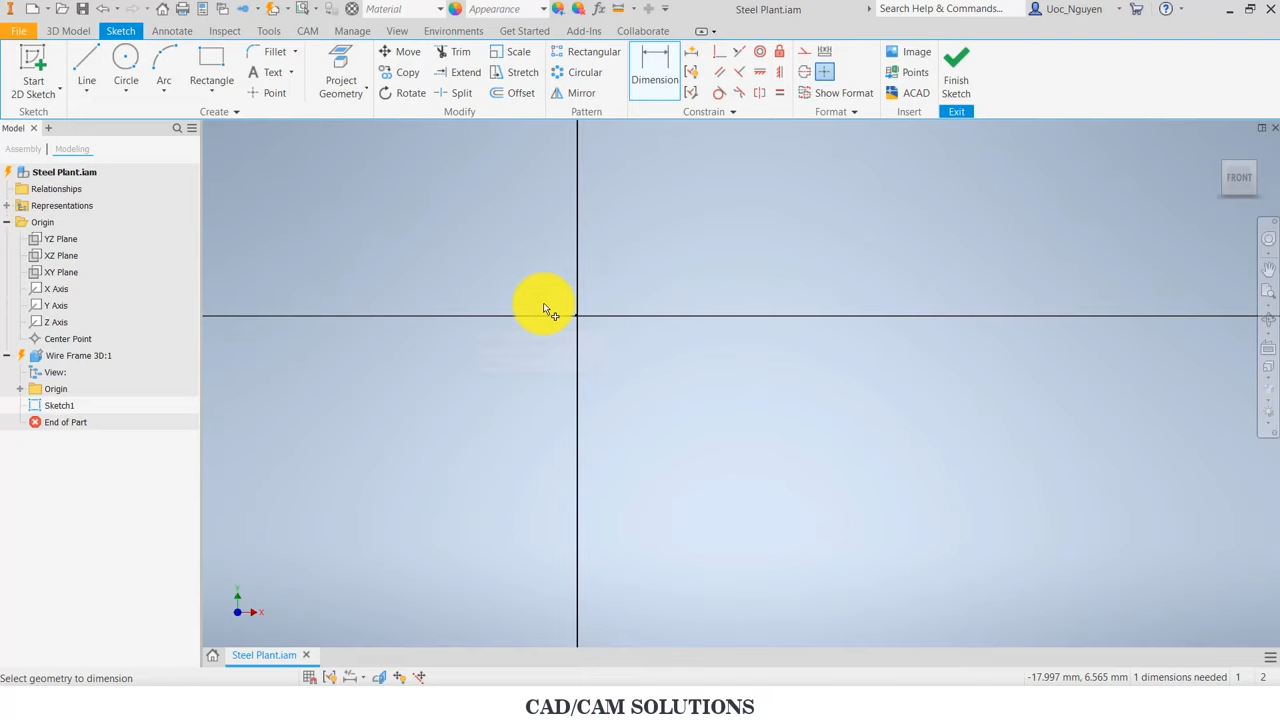 Material
Appearance
Steel Plant.iam
Search Help & Commands...
Uoc_Nguyen
File
3D Model
Sketch
Annotate
Inspect
Tools
CAM
Manage
View
Environments
Get Started
Add-Ins
Collaborate
Start
2D Sketch
Line
Circle
Arc
Rectangle
Fillet
Text
Point
Project
Geometry
Move
Copy
Rotate
Trim
Extend
Split
Scale
Stretch
Offset
Rectangular
Circular
Mirror
Dimension
Show Format
Image
Points
ACAD
Finish
Sketch
Sketch
Create
Modify
Pattern
Constrain
Format
Insert
Exit
Model
Assembly
Modeling
Steel Plant.iam
Relationships
Representations
Origin
YZ Plane
XZ Plane
XY Plane
X Axis
Y Axis
Z Axis
Center Point
Wire Frame 3D:1
View:
Origin
Sketch1
End of Part
FRONT
Y
X
Steel Plant.iam
Select geometry to dimension
-17.997 mm, 6.565 mm
1 dimensions needed
1
2
CAD/CAM SOLUTIONS